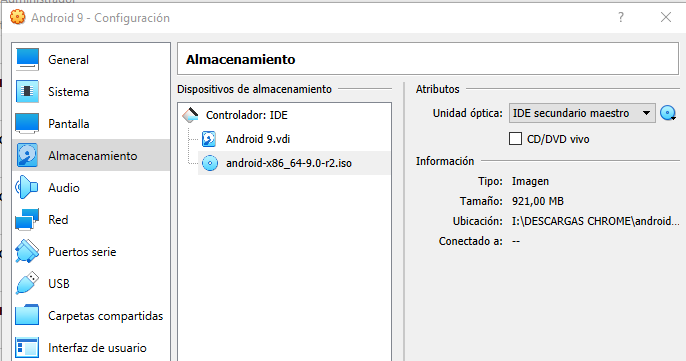 Android 9 - Configuración
General
Sistema
Pantalla
Almacenamiento
Audio
Red
Puertos serie
USB
Carpetas compartidas
Interfaz de usuario
Almacenamiento
Dispositivos de almacenamiento
Controlador: IDE
Android 9.vdi
android-x86_64-9.0-r2.iso
Atributos
Unidad óptica: IDE secundario maestro
CD/DVD vivo
Información
Tipo: Imagen
Tamaño: 921,00 MB
Ubicación: I:\DESCARGAS CHROME\android...
Conectado a: --